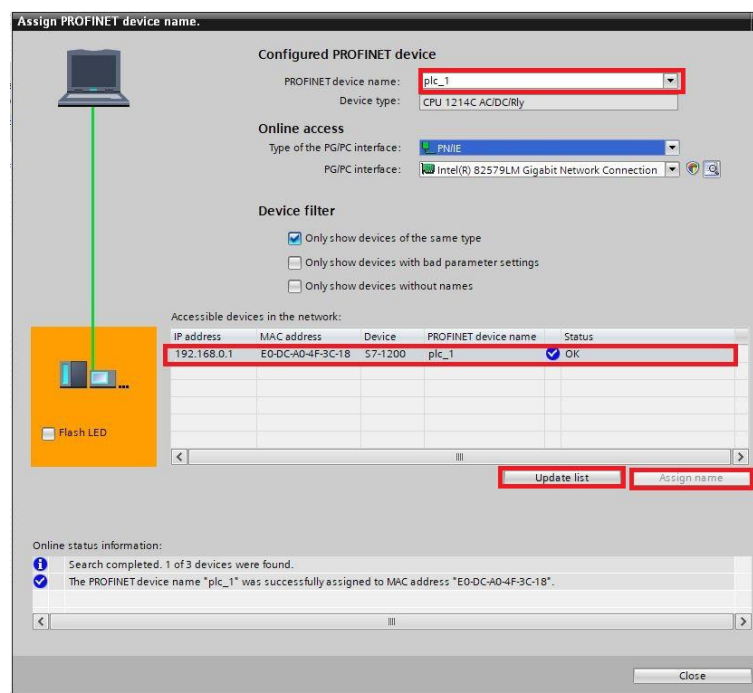 Assign PROFINET device name.
Configured PROFINET device
PROFINET device name: plc_1
Device type: CPU 1214C AC/DC/Rly
Online access
Type of the PG/PC interface: PN/IE
PG/PC interface: Intel(R) 82579LM Gigabit Network Connection
Device filter
Only show devices of the same type
Only show devices with bad parameter settings
Only show devices without names
Accessible devices in the network:
IP address MAC address Device PROFINET device name Status
192.168.0.1 E0-DC-A0-4F-3C-18 S7-1200 plc_1 OK
Flash LED
Update list Assign name
Online status information:
Search completed. 1 of 3 devices were found.
The PROFINET device name "plc_1" was successfully assigned to MAC address "E0-DC-A0-4F-3C-18".
Close